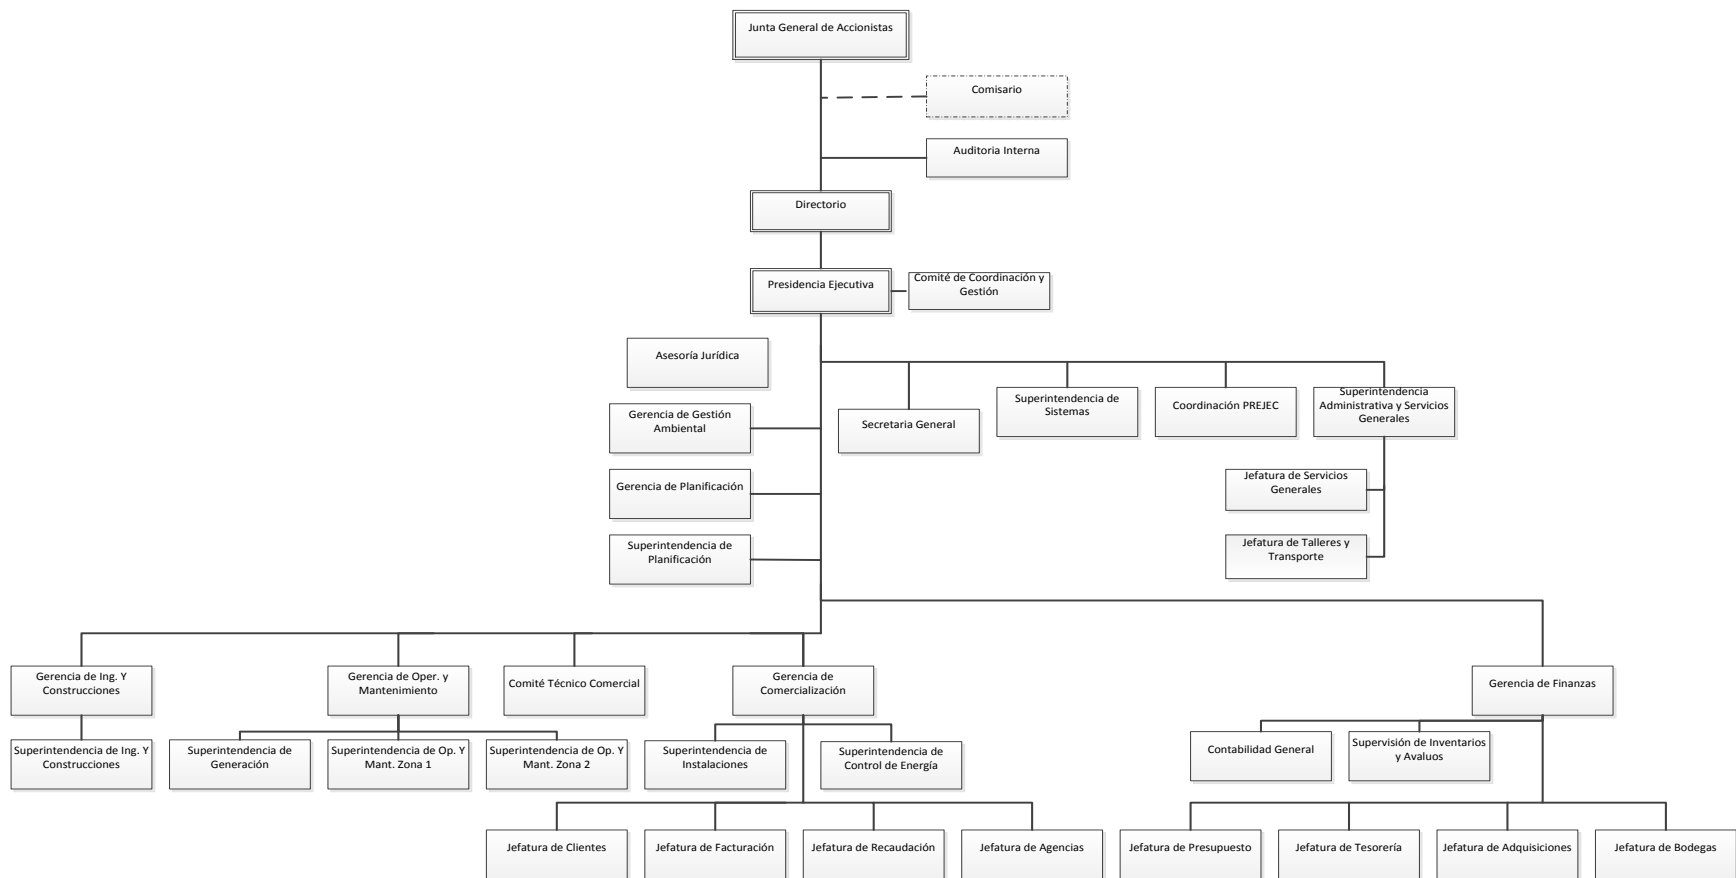 Junta General de Accionistas
Comisario
Auditoria Interna
Directorio
Presidencia Ejecutiva
Comité de Coordinación y
Gestión
Asesoría Jurídica
Gerencia de Gestión
Ambiental
Gerencia de Planificación
Superintendencia de
Planificación
Secretaria General
Superintendencia de
Sistemas
Coordinación PREJEC
Superintendencia
Administrativa y Servicios
Generales
Jefatura de Servicios
Generales
Jefatura de Talleres y
Transporte
Gerencia de Ing. Y
Construcciones
Gerencia de Oper. y
Mantenimiento
Comité Técnico Comercial
Gerencia de
Comercialización
Gerencia de Finanzas
Superintendencia de Ing. Y
Construcciones
Superintendencia de
Generación
Superintendencia de Op. Y
Mant. Zona 1
Superintendencia de Op. Y
Mant. Zona 2
Superintendencia de
Instalaciones
Superintendencia de
Control de Energía
Contabilidad General
Supervisión de Inventarios
y Avaluos
Jefatura de Clientes
Jefatura de Facturación
Jefatura de Recaudación
Jefatura de Agencias
Jefatura de Presupuesto
Jefatura de Tesorería
Jefatura de Adquisiciones
Jefatura de Bodegas